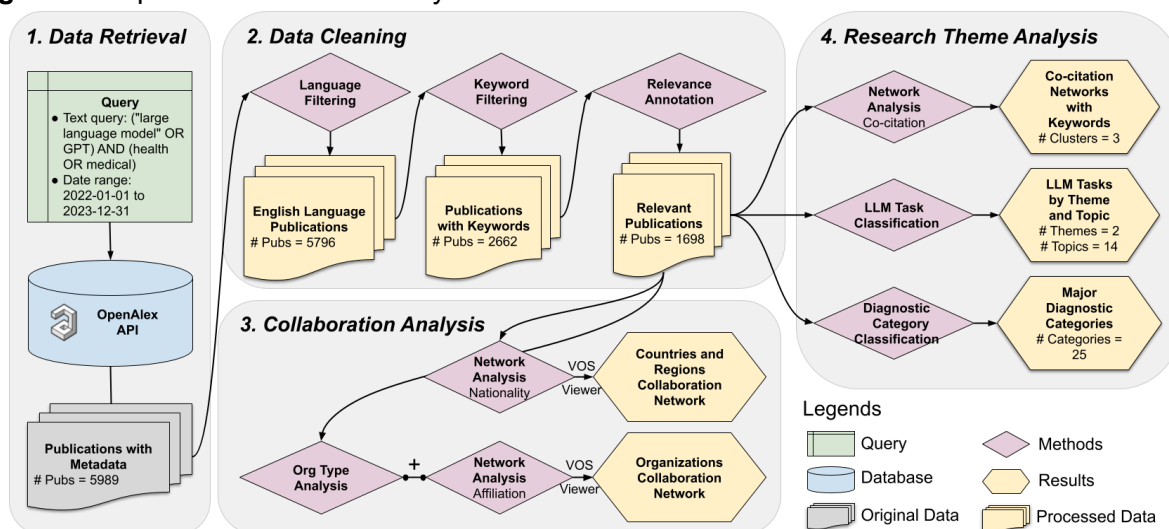 1. Data Retrieval
Query
● Text query: ("large
language model" OR
GPT) AND (health
OR medical)
● Date range:
2022-01-01 to
2023-12-31
OpenAlex
API
Publications with
Metadata
# Pubs = 5989
2. Data Cleaning
Language
Filtering
Keyword
Filtering
Relevance
Annotation
English Language
Publications
# Pubs = 5796
Publications
with Keywords
# Pubs = 2662
Relevant
Publications
# Pubs = 1698
3. Collaboration Analysis
Network
Analysis
Nationality
VOS
Viewer
Countries and
Regions
Collaboration
Network
Org Type
Analysis
+
Network
Analysis
Affiliation
VOS
Viewer
Organizations
Collaboration
Network
4. Research Theme Analysis
Network
Analysis
Co-citation
Co-citation
Networks
with
Keywords
# Clusters = 3
LLM Task
Classification
LLM Tasks
by Theme
and Topic
# Themes = 2
# Topics = 14
Diagnostic
Category
Classification
Major
Diagnostic
Categories
# Categories =
25
Legends
Query
Methods
Database
Results
Original Data
Processed Data